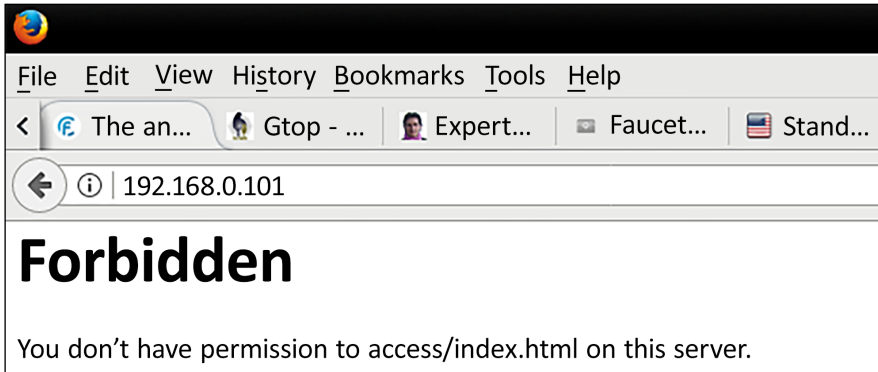 File Edit View History Bookmarks Tools Help
The an... Gtop - ... Expert... Faucet... Stand...
192.168.0.101
Forbidden
You don’t have permission to access/index.html on this server.